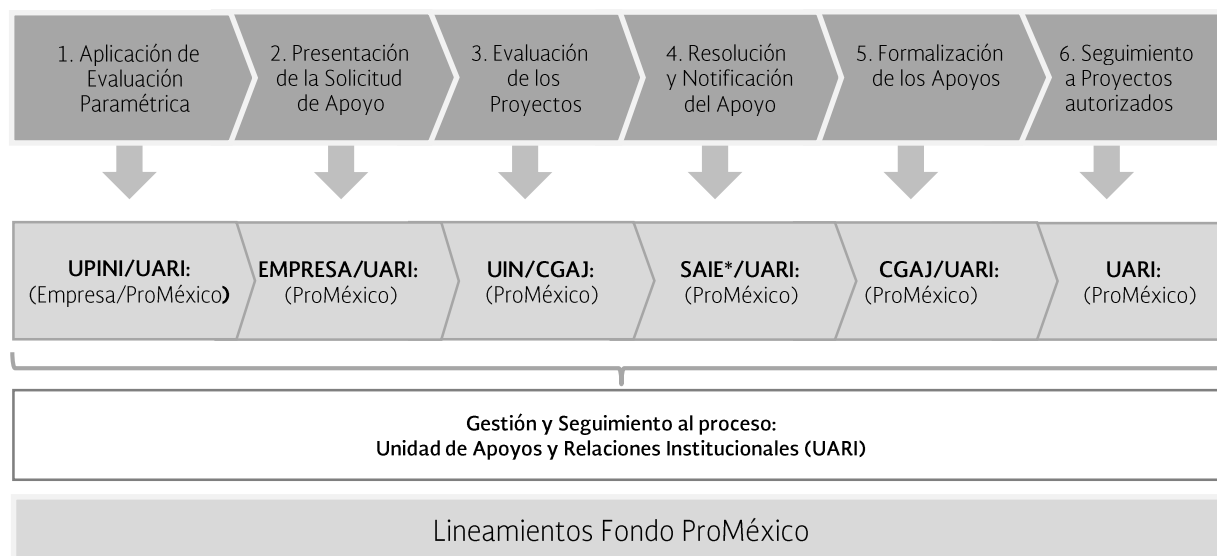 1. Aplicación de
Evaluación
Paramétrica
2. Presentación
de la Solicitud
de Apoyo
3. Evaluación
de los
Proyectos
4. Resolución
y Notificación
del Apoyo
5. Formalización
de los Apoyos
6. Seguimiento
a Proyectos
autorizados
UPINI/UARI:
(Empresa/ProMéxico)
EMPRESA/UARI:
(ProMéxico)
UIN/CGAJ:
(ProMéxico)
SAIE*/UARI:
(ProMéxico)
CGAJ/UARI:
(ProMéxico)
UARI:
(ProMéxico)
Gestión y Seguimiento al proceso:
Unidad de Apoyos y Relaciones Institucionales (UARI)
Lineamientos Fondo ProMéxico